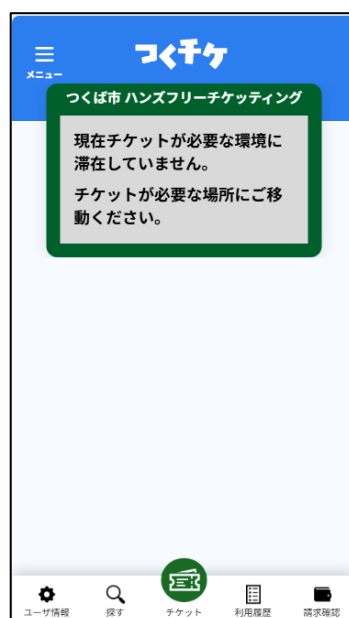 つくチケ
メニュー
つくば市 ハンズフリーチケッティング
現在チケットが必要な環境に
滞在していません。
チケットが必要な場所にご移
動ください。
ユーザ情報
探す
チケット
利用履歴
請求確認